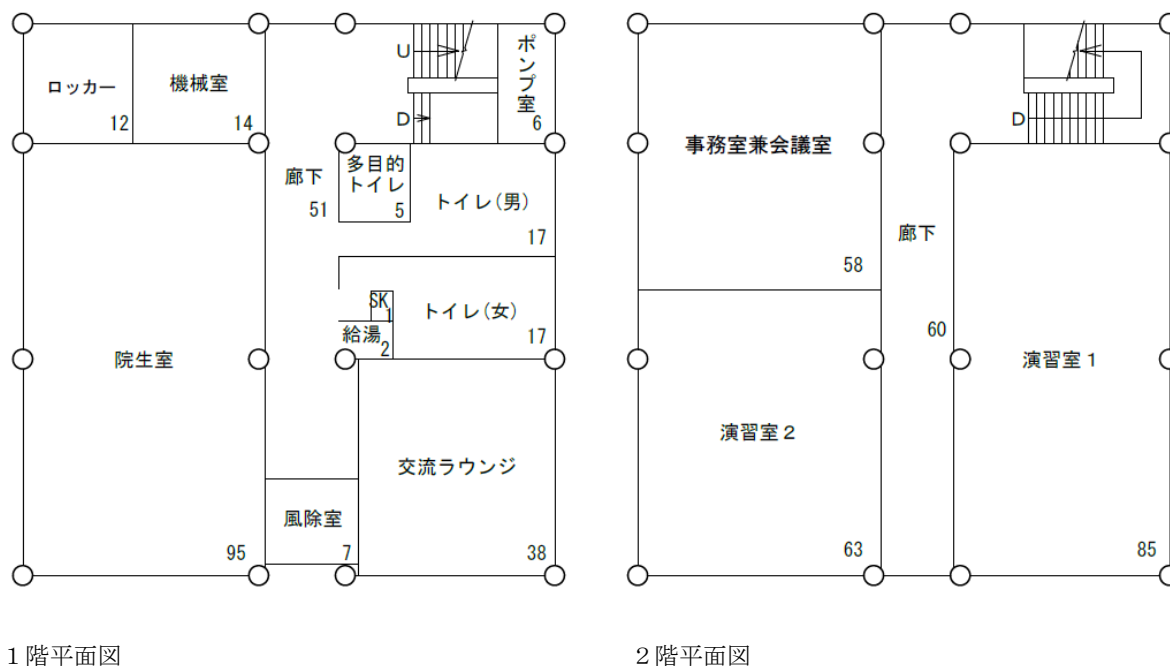 ロッカー
12
機械室
14
U
D
ポンプ室
6
廊下
51
多目的
トイレ
5
トイレ(男)
17
SK
1
給湯
2
トイレ(女)
17
院生室
95
風除室
7
交流ラウンジ
38
1階平面図
事務室兼会議室
58
D
廊下
60
演習室1
85
演習室2
63
2階平面図